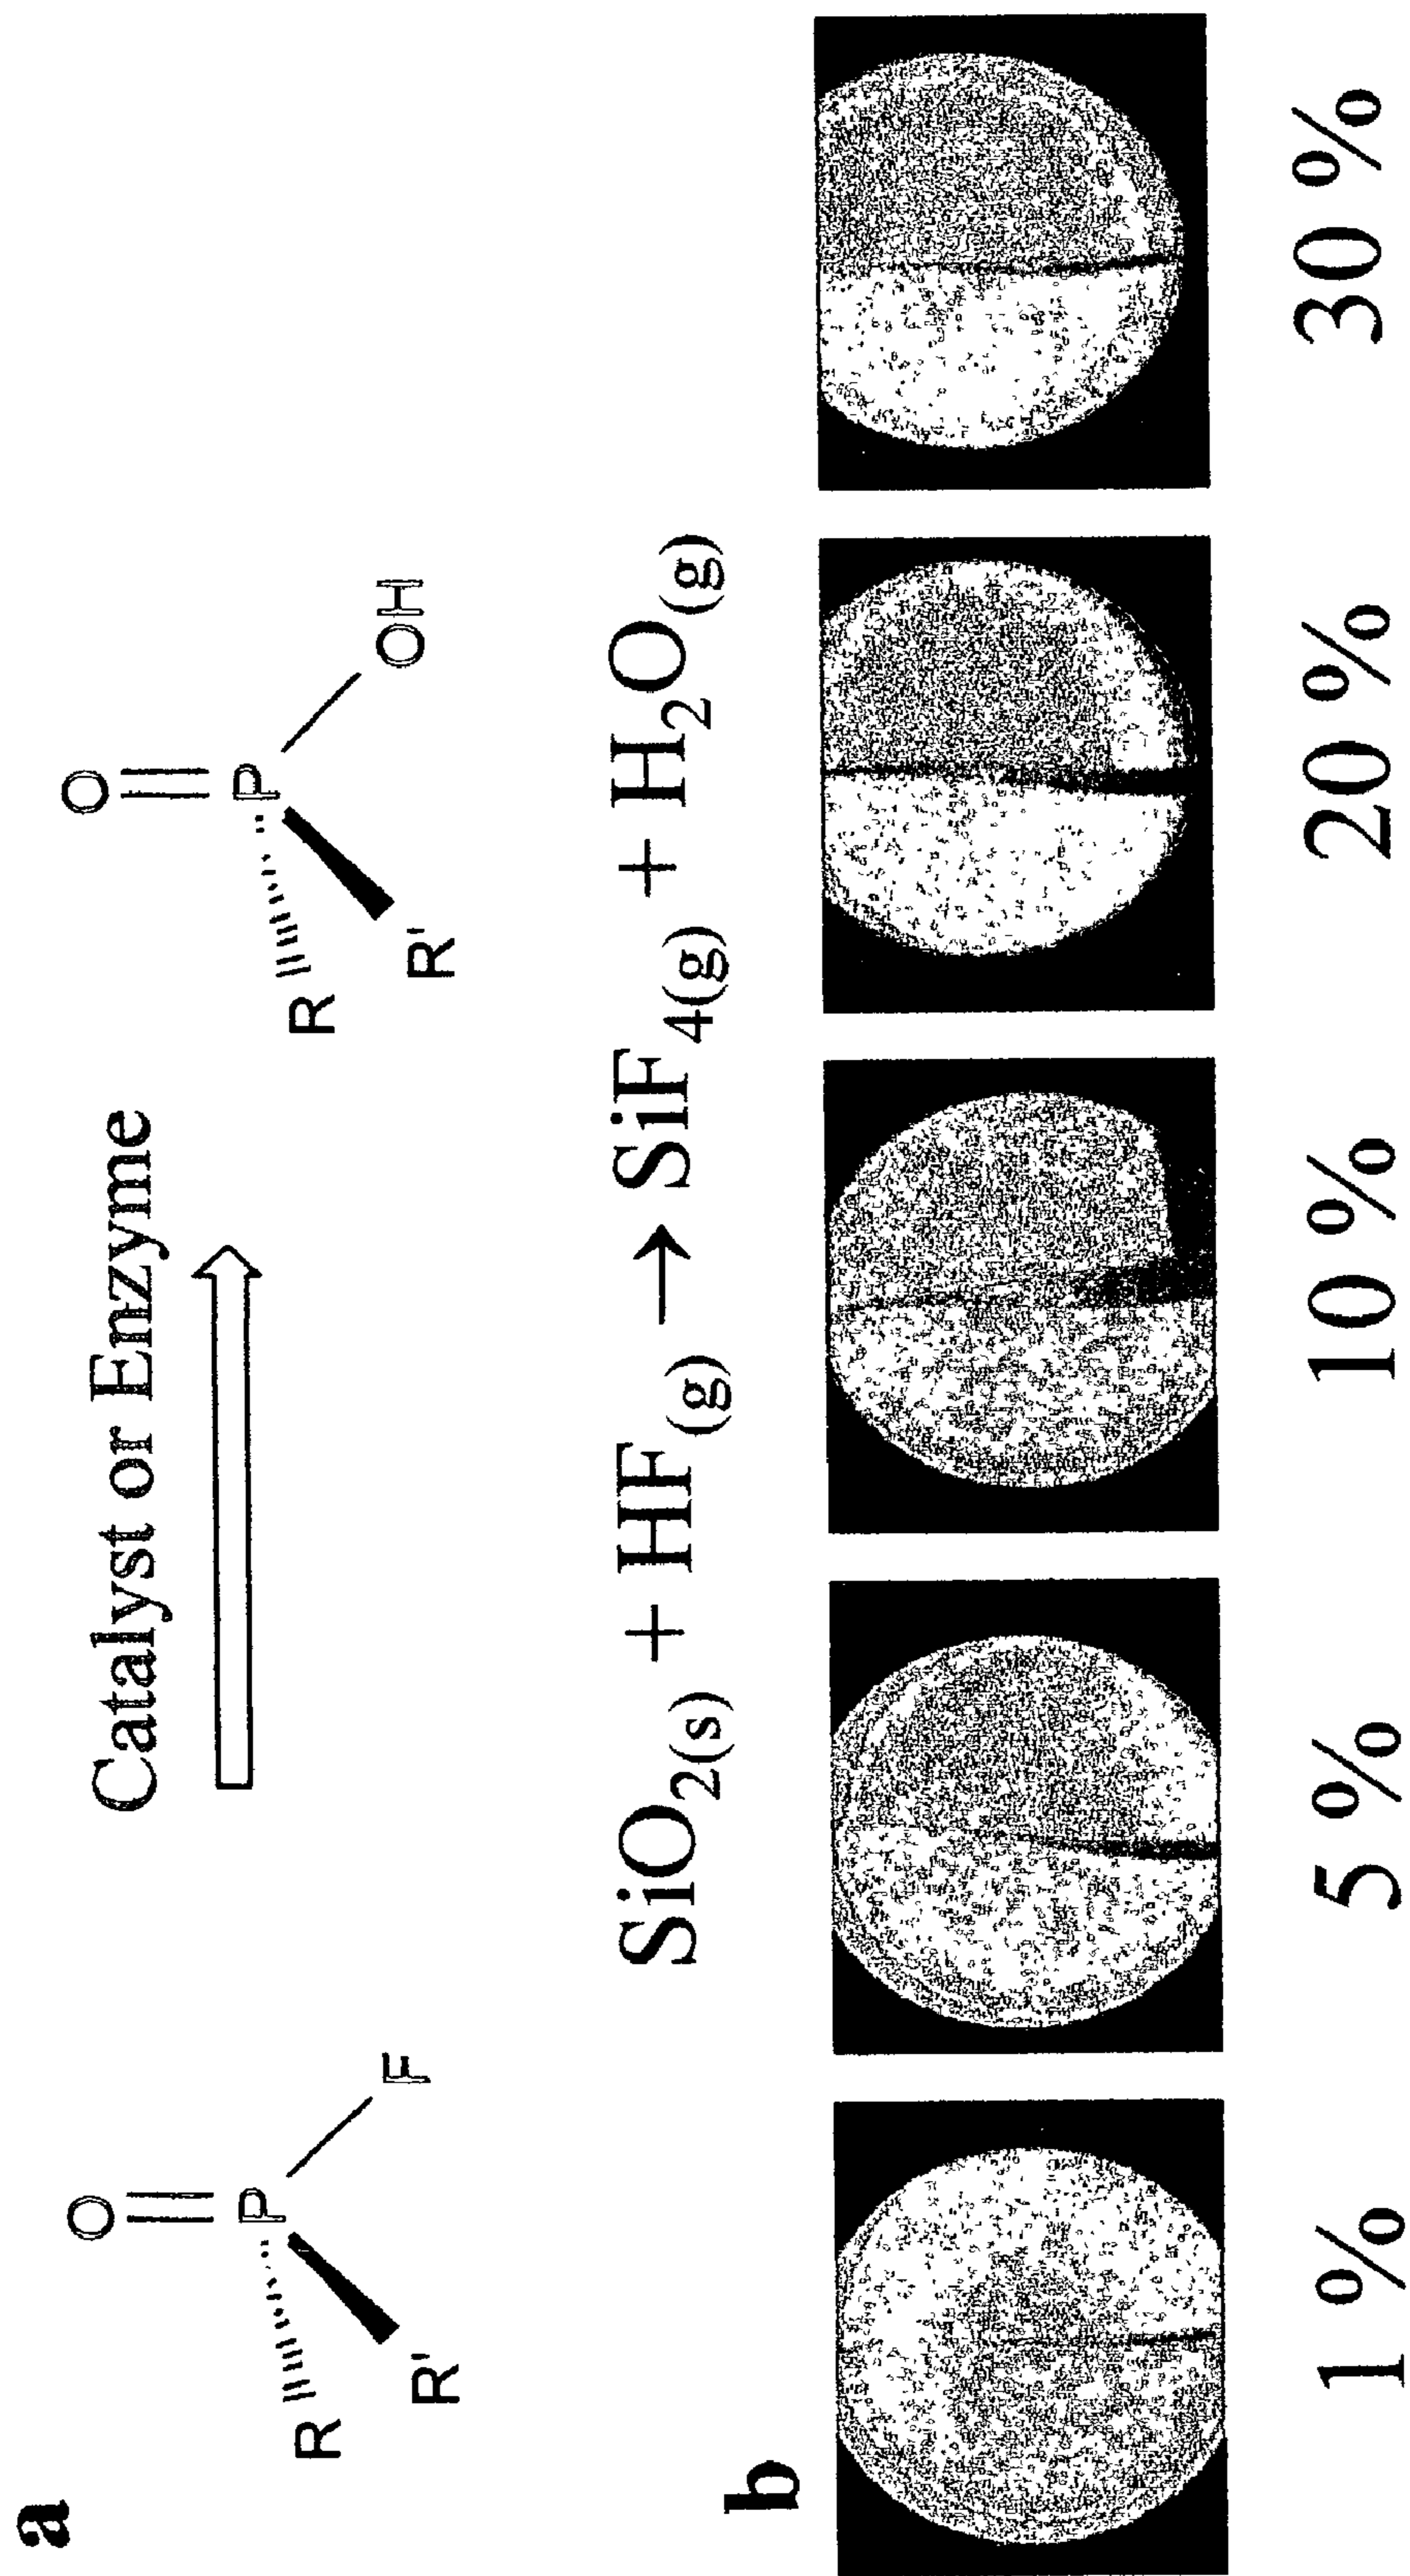 a
Catalyst or Enzyme
O
P
F
R
R'
O
P
OH
R
R'
SiO2(s) + HF(g) → SiF4(g) + H2O(g)
b
1 %
5 %
10 %
20 %
30 %